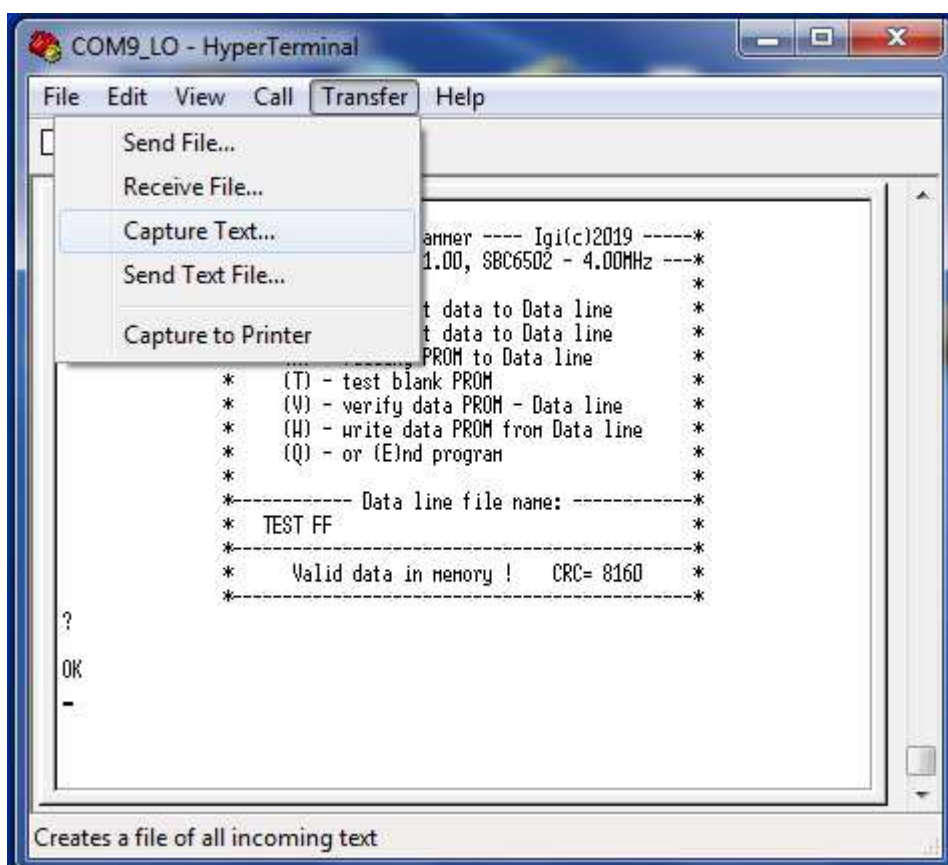 COM9_LO - HyperTerminal
File Edit View Call Transfer Help
Send File...
Receive File...
Capture Text...
Send Text File...
Capture to Printer
---- Igi(c)2019 -----*
1.00, SBC6502 - 4.00MHz ---*
*
data to Data line *
data to Data line *
PROM to Data line *
* (T) - test blank PROM *
* (V) - verify data PROM - Data line *
* (W) - write data PROM from Data line *
* (Q) - or (E)nd program *
* *
*------------ Data line file name: ------------*
* TEST FF *
*----------------------------------------------*
* Valid data in memory ! CRC= 8160 *
*----------------------------------------------*
?
OK
-
Creates a file of all incoming text